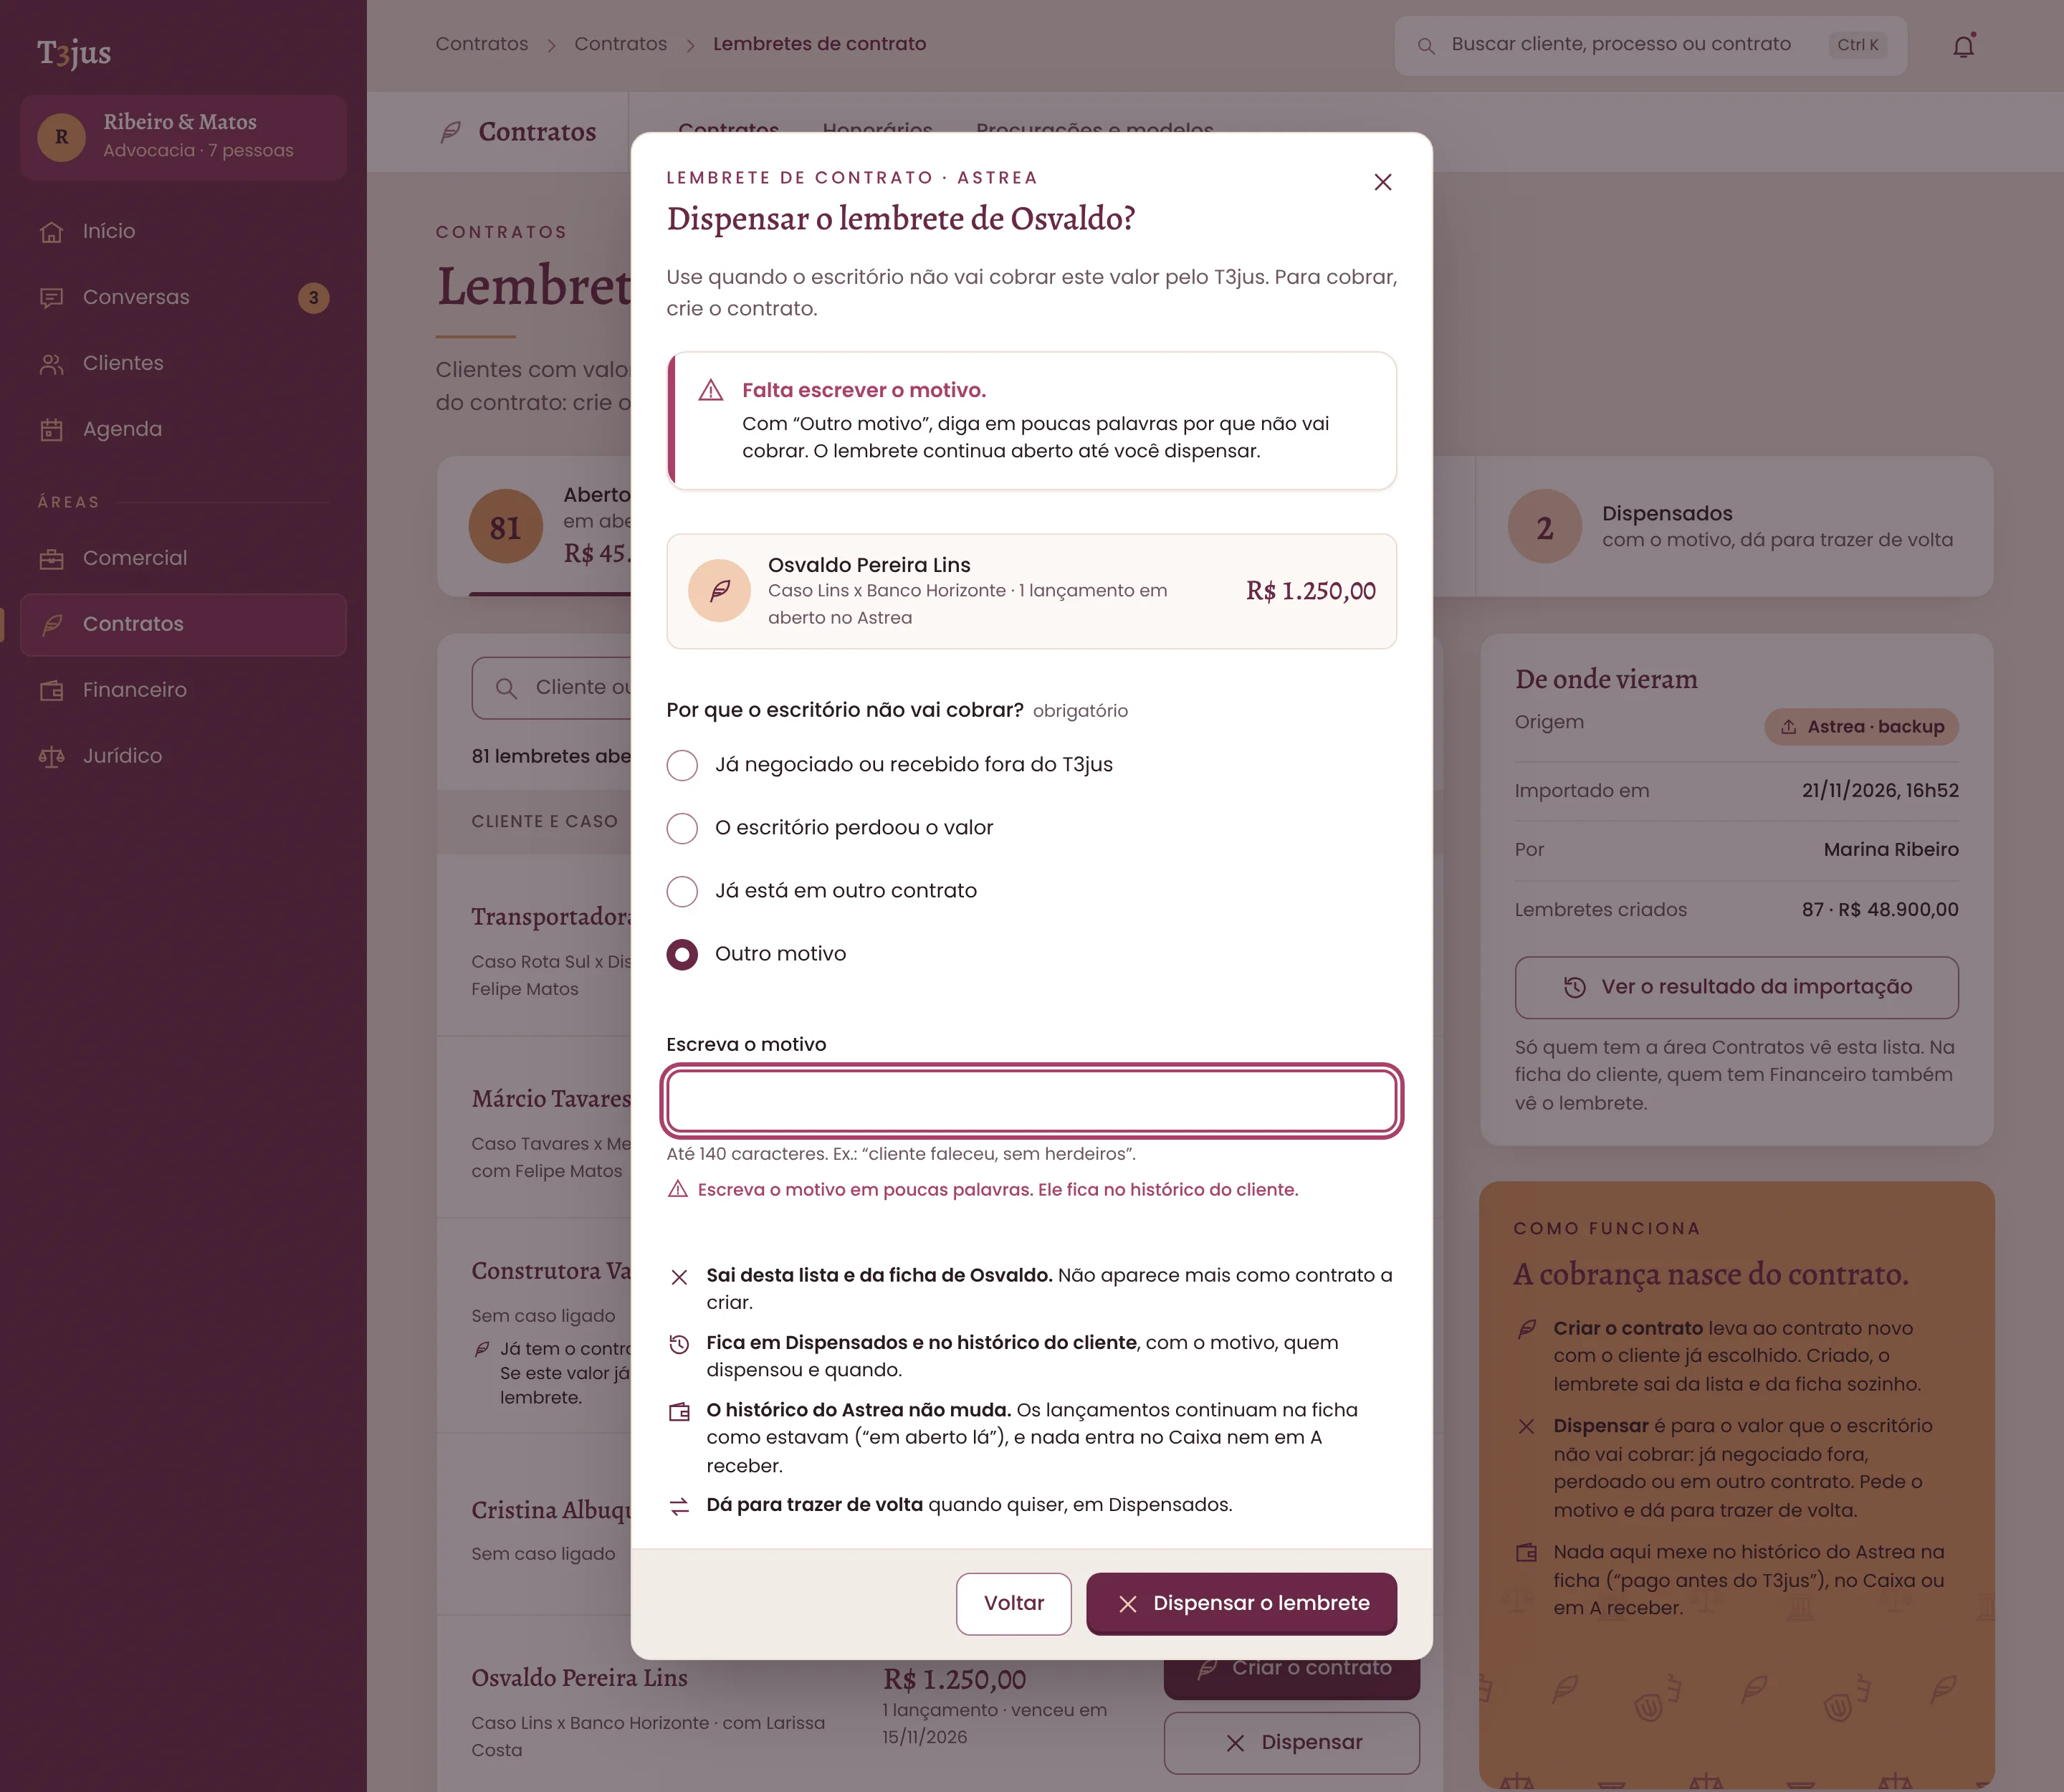 T3jus
R
Ribeiro & Matos
Advocacia · 7 pessoas
Início
Conversas
3
Clientes
Agenda
ÁREAS
Comercial
Contratos
Financeiro
Jurídico
Contratos
Contratos
Lembretes de contrato
Buscar cliente, processo ou contrato
Ctrl K
Contratos
Contratos
Honorários
Procurações e modelos
CONTRATOS
Clientes com
do contrato: crie o
81
em
R$ 45.
2
Dispensados
com o motivo, dá para trazer de volta
Cliente
81 lembretes
CLIENTE E CASO
Transportadora
Caso Rota Sul x
Felipe Matos
Márcio Tavares
Caso Tavares x
com Felipe Matos
Construtora
Sem caso ligado
Já tem o
Se este valor já
lembrete.
Cristina
Sem caso ligado
Osvaldo Pereira Lins
Caso Lins x Banco Horizonte · com Larissa
Costa
R$ 1.250,00
1 lançamento · venceu em
15/11/2026
Criar o contrato
Dispensar
LEMBRETE DE CONTRATO · ASTREA
Dispensar o lembrete de Osvaldo?
Use quando o escritório não vai cobrar este valor pelo T3jus. Para cobrar,
crie o contrato.
Falta escrever o motivo.
Com “Outro motivo”, diga em poucas palavras por que não vai
cobrar. O lembrete continua aberto até você dispensar.
Osvaldo Pereira Lins
Caso Lins x Banco Horizonte · 1 lançamento em
aberto no Astrea
R$ 1.250,00
Por que o escritório não vai cobrar? obrigatório
Já negociado ou recebido fora do T3jus
O escritório perdoou o valor
Já está em outro contrato
Outro motivo
Escreva o motivo
Até 140 caracteres. Ex.: “cliente faleceu, sem herdeiros”.
Escreva o motivo em poucas palavras. Ele fica no histórico do cliente.
Sai desta lista e da ficha de Osvaldo. Não aparece mais como contrato a
criar.
Fica em Dispensados e no histórico do cliente, com o motivo, quem
dispensou e quando.
O histórico do Astrea não muda. Os lançamentos continuam na ficha
como estavam (“em aberto lá”), e nada entra no Caixa nem em A
receber.
Dá para trazer de volta quando quiser, em Dispensados.
Voltar
Dispensar o lembrete
De onde vieram
Origem
Astrea · backup
Importado em
21/11/2026, 16h52
Por
Marina Ribeiro
Lembretes criados
87 · R$ 48.900,00
Ver o resultado da importação
Só quem tem a área Contratos vê esta lista. Na
ficha do cliente, quem tem Financeiro também
vê o lembrete.
COMO FUNCIONA
A cobrança nasce do contrato.
Criar o contrato leva ao contrato novo
com o cliente já escolhido. Criado, o
lembrete sai da lista e da ficha sozinho.
Dispensar é para o valor que o escritório
não vai cobrar: já negociado fora,
perdoado ou em outro contrato. Pede o
motivo e dá para trazer de volta.
Nada aqui mexe no histórico do Astrea na
ficha (“pago antes do T3jus”), no Caixa ou
em A receber.